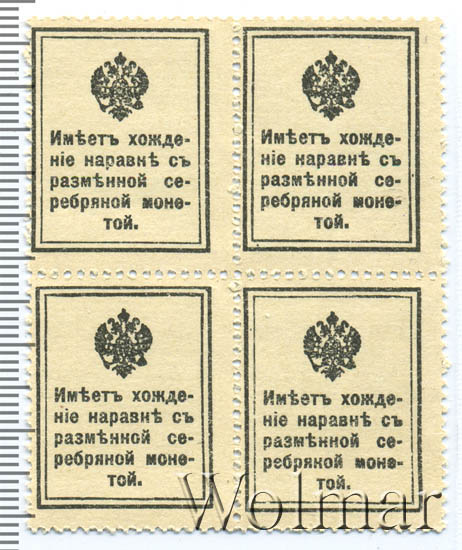 Имѣетъ хожде-
ніе наравнѣ съ
размѣнной се-
ребряной моне-
той.
Имѣетъ хожде-
ніе наравнѣ съ
размѣнной се-
ребряной моне-
той.
Имѣетъ хожде-
ніе наравнѣ съ
размѣнной се-
ребряной моне-
той.
Имѣетъ хожде-
ніе наравнѣ съ
размѣнной се-
ребряной моне-
той.
Wolmar